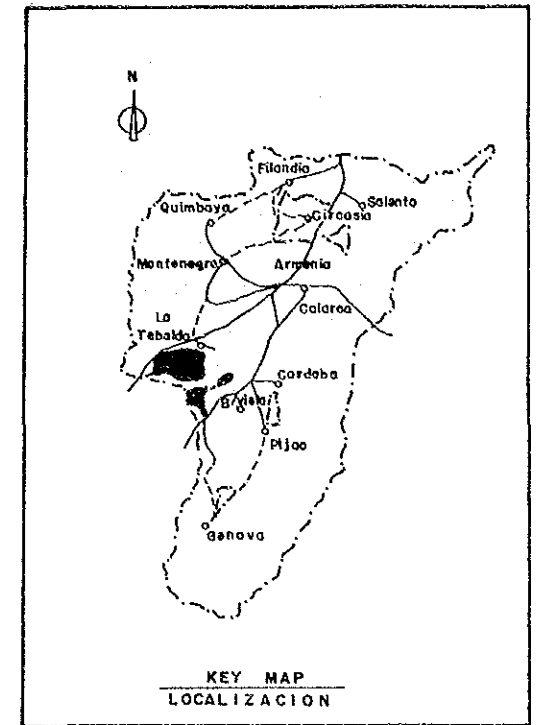 N
Filandia
Salento
Quimbaya
Circasia
Montenegro
Armenia
Calarca
La
Tebaida
Cordoba
B/vista
Pijao
Genova
KEY MAP
LOCALIZACION